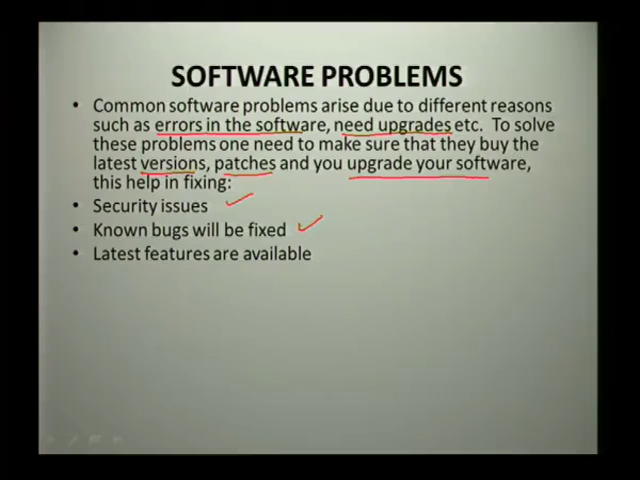 SOFTWARE PROBLEMS
• Common software problems arise due to different reasons
such as errors in the software, need upgrades etc. To solve
these problems one need to make sure that they buy the
latest versions, patches and you upgrade your software,
this help in fixing:
• Security issues
• Known bugs will be fixed
• Latest features are available